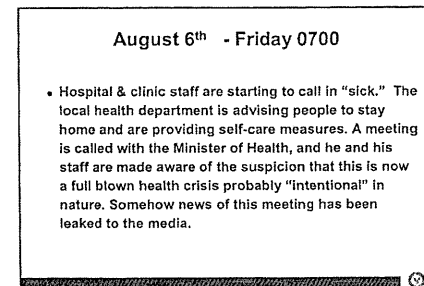 August 6th - Friday 0700
• Hospital & clinic staff are starting to call in “sick.” The
local health department is advising people to stay
home and are providing self-care measures. A meeting
is called with the Minister of Health, and he and his
staff are made aware of the suspicion that this is now
a full blown health crisis probably “intentional” in
nature. Somehow news of this meeting has been
leaked to the media.